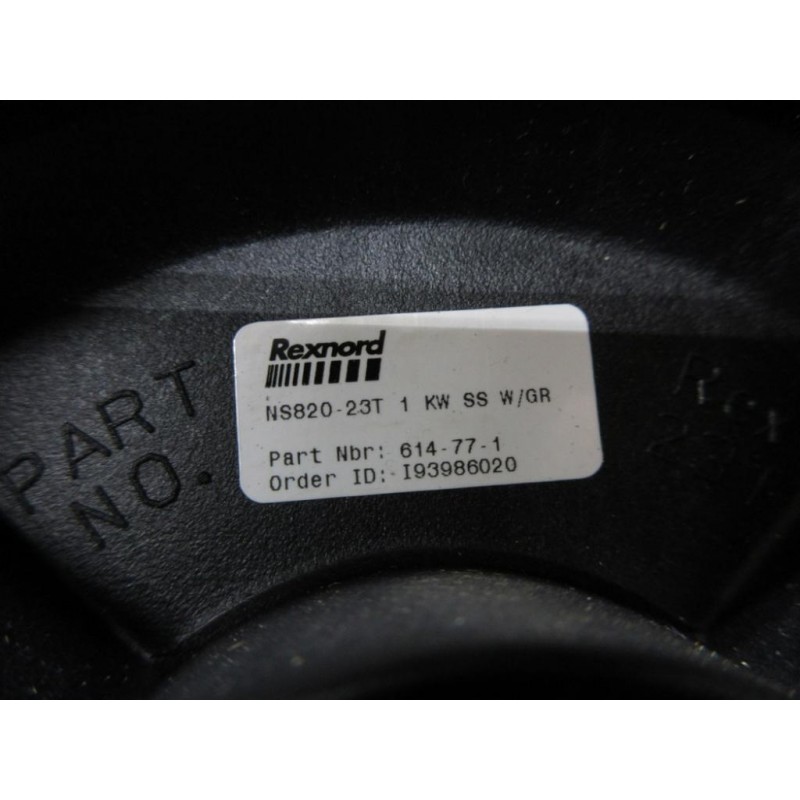 Rexnord
NS820-23T 1 KW SS W/GR
Part Nbr: 614-77-1
Order ID: I93986020
PART
NO.